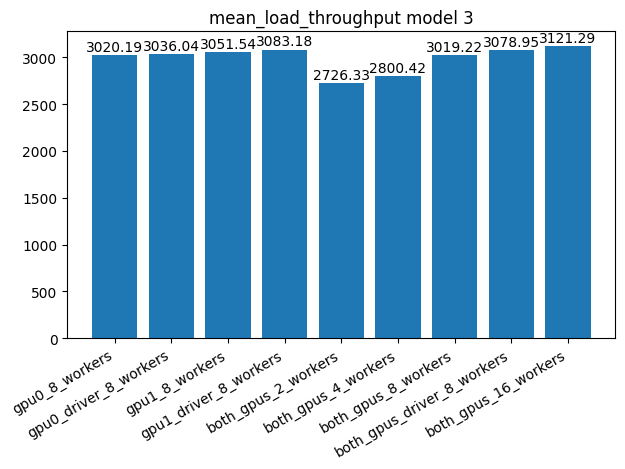 mean_load_throughput model 3
3020.19
3036.04
3051.54
3083.18
2726.33
2800.42
3019.22
3078.95
3121.29
3000
2500
2000
1500
1000
500
0
gpu0_8_workers
gpu0_driver_8_workers
gpu1_8_workers
gpu1_driver_8_workers
both_gpus_2_workers
both_gpus_4_workers
both_gpus_8_workers
both_gpus_driver_8_workers
both_gpus_16_workers